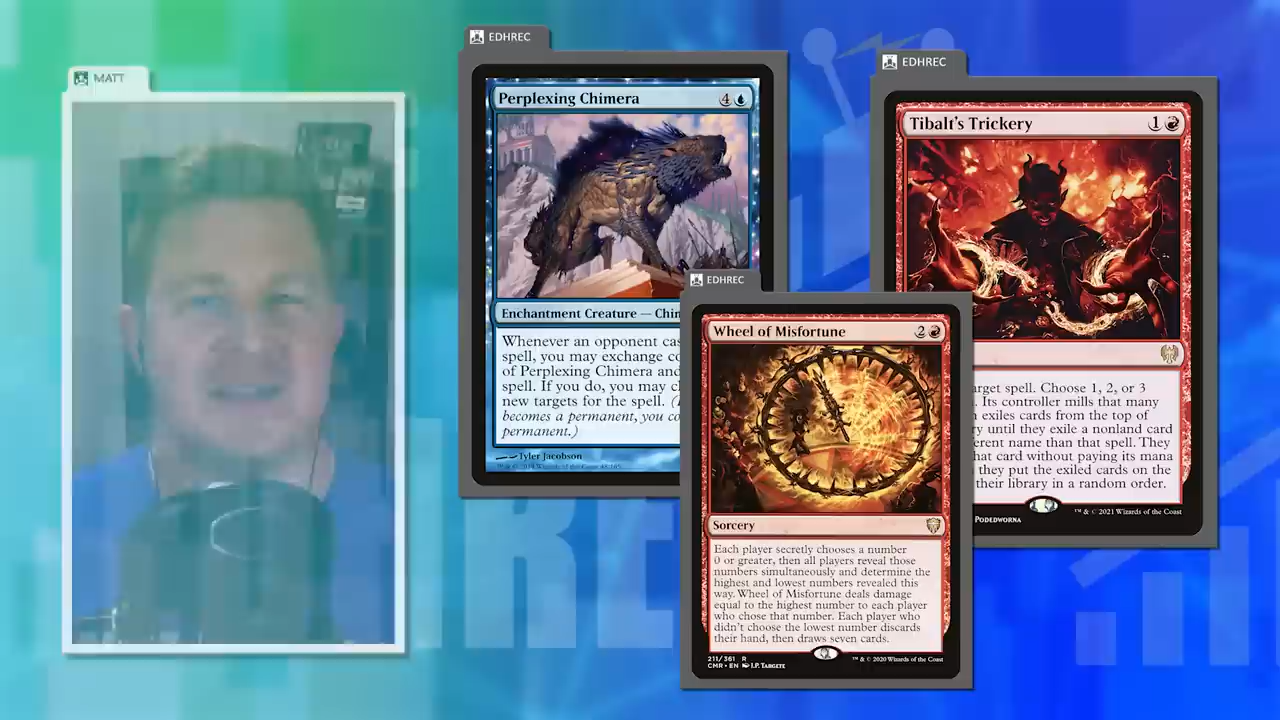 MATT
EDHREC
Perplexing Chimera 4
Enchantment Creature — Chim
Whenever an opponent cas
spell, you may exchange co
of Perplexing Chimera and
spell. If you do, you may ch
new targets for the spell. (
becomes a permanent, you co
permanent.)
Tyler Jacobson
EDHREC
Wheel of Misfortune 2
Sorcery
Each player secretly chooses a number
0 or greater, then all players reveal those
numbers simultaneously and determine the
highest and lowest numbers revealed this
way. Wheel of Misfortune deals damage
equal to the highest number to each player
who chose that number. Each player who
didn't choose the lowest number discards
their hand, then draws seven cards.
211/361 R
CMR • EN J.P. TARGETE
™ & © 2020 Wizards of the Coast
EDHREC
Tibalt's Trickery 1
arget spell. Choose 1, 2, or 3
. Its controller mills that many
exiles cards from the top of
y until they exile a nonland card
erent name than that spell. They
hat card without paying its mana
they put the exiled cards on the
their library in a random order.
PODEDWORNA
™ & © 2021 Wizards of the Coast
REC